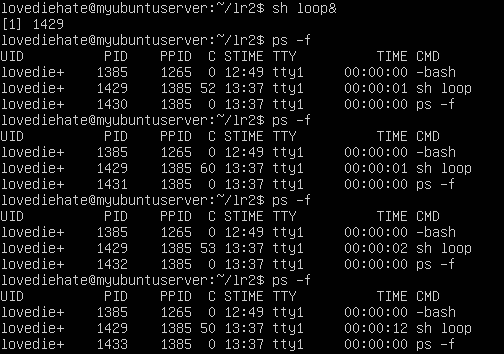 lovediehate@myubuntuserver:~/lr2$ sh loop&
[1] 1429
lovediehate@myubuntuserver:~/lr2$ ps -f
UID          PID    PPID  C STIME TTY          TIME CMD
lovedie+    1385    1265  0 12:49 tty1     00:00:00 -bash
lovedie+    1429    1385 52 13:37 tty1     00:00:01 sh loop
lovedie+    1430    1385  0 13:37 tty1     00:00:00 ps -f
lovediehate@myubuntuserver:~/lr2$ ps -f
UID          PID    PPID  C STIME TTY          TIME CMD
lovedie+    1385    1265  0 12:49 tty1     00:00:00 -bash
lovedie+    1429    1385 60 13:37 tty1     00:00:01 sh loop
lovedie+    1431    1385  0 13:37 tty1     00:00:00 ps -f
lovediehate@myubuntuserver:~/lr2$ ps -f
UID          PID    PPID  C STIME TTY          TIME CMD
lovedie+    1385    1265  0 12:49 tty1     00:00:00 -bash
lovedie+    1429    1385 53 13:37 tty1     00:00:02 sh loop
lovedie+    1432    1385  0 13:37 tty1     00:00:00 ps -f
lovediehate@myubuntuserver:~/lr2$ ps -f
UID          PID    PPID  C STIME TTY          TIME CMD
lovedie+    1385    1265  0 12:49 tty1     00:00:00 -bash
lovedie+    1429    1385 50 13:37 tty1     00:00:12 sh loop
lovedie+    1433    1385  0 13:37 tty1     00:00:00 ps -f